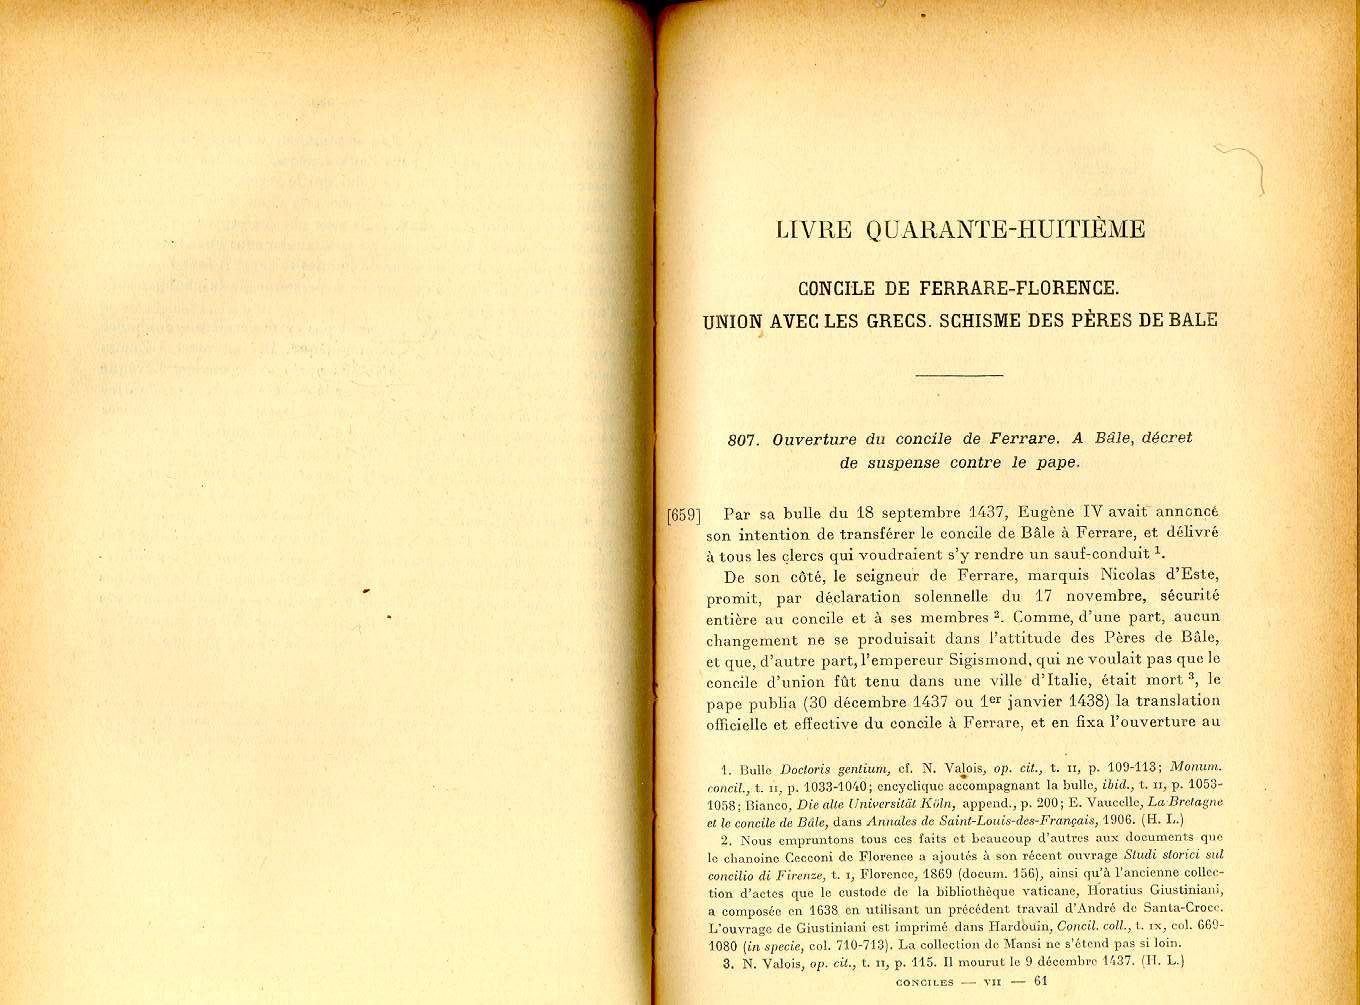 LIVRE QUARANTE-HUITIÈME
CONCILE DE FERRARE-FLORENCE.
UNION AVEC LES GRECS. SCHISME DES PÈRES DE BALE
807. Ouverture du concile de Ferrare. A Bâle, décret
de suspense contre le pape.
[659] Par sa bulle du 18 septembre 1437, Eugène IV avait annoncé
son intention de transférer le concile de Bâle à Ferrare, et délivré
à tous les clercs qui voudraient s'y rendre un sauf-conduit ¹.
De son côté, le seigneur de Ferrare, marquis Nicolas d'Este,
promit, par déclaration solennelle du 17 novembre, sécurité
entière au concile et à ses membres ². Comme, d'une part, aucun
changement ne se produisait dans l'attitude des Pères de Bâle,
et que, d'autre part, l'empereur Sigismond, qui ne voulait pas que le
concile d'union fût tenu dans une ville d'Italie, était mort ³, le
pape publia (30 décembre 1437 ou 1er janvier 1438) la translation
officielle et effective du concile à Ferrare, et en fixa l'ouverture au
1. Bulle Doctoris gentium, cf. N. Valois, op. cit., t. II, p. 109-113; Monum.
concil., t. II, p. 1033-1040; encyclique accompagnant la bulle, ibid., t. II, p. 1053-
1058; Bianco, Die alte Universität Köln, append., p. 200; E. Vaucelle, La Bretagne
et le concile de Bâle, dans Annales de Saint-Louis-des-Français, 1906. (H. L.)
2. Nous empruntons tous ces faits et beaucoup d'autres aux documents que
le chanoine Cecconi de Florence a ajoutés à son récent ouvrage Studi storici sul
concilio di Firenze, t. I, Florence, 1869 (docum. 156), ainsi qu'à l'ancienne collec-
tion d'actes que le custode de la bibliothèque vaticane, Horatius Giustiniani,
a composée en 1638 en utilisant un précédent travail d'André de Santa-Croce.
L'ouvrage de Giustiniani est imprimé dans Hardouin, Concil. coll., t. IX, col. 669-
1080 (in specie, col. 710-713). La collection de Mansi ne s'étend pas si loin.
3. N. Valois, op. cit., t. II, p. 115. Il mourut le 9 décembre 1437. (H. L.)
CONCILES — VII — 61